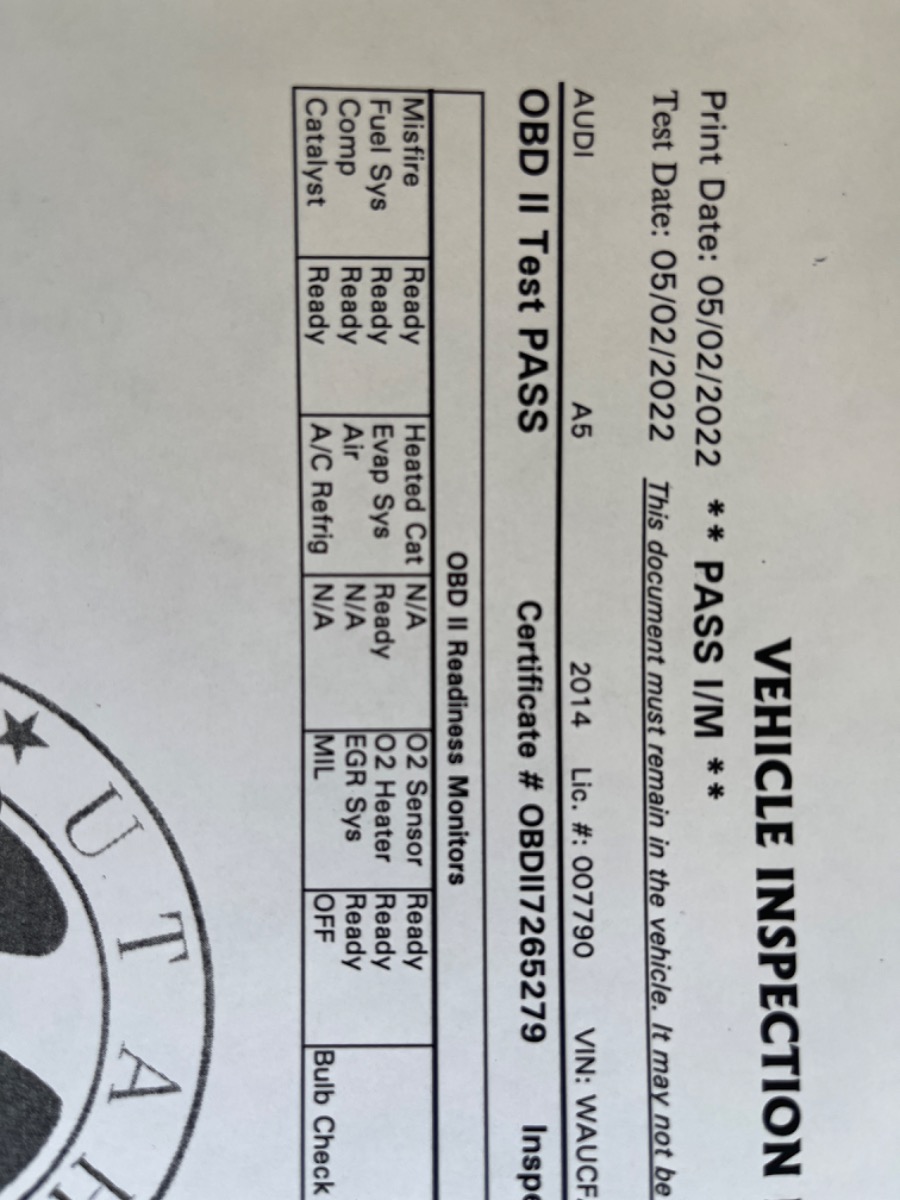 VEHICLE INSPECTION
Print Date: 05/02/2022 ** PASS I/M **
Test Date: 05/02/2022 This document must remain in the vehicle. It may not be
AUDI A5 2014 Lic. #: 007790 VIN: WAUCF
OBD II Test PASS Certificate # OBDII7265279 Inspe
OBD II Readiness Monitors
Misfire Ready Heated Cat N/A O2 Sensor Ready
Fuel Sys Ready Evap Sys Ready O2 Heater Ready
Comp Ready Air N/A EGR Sys Ready
Catalyst Ready A/C Refrig N/A MIL OFF Bulb Check
UTAH